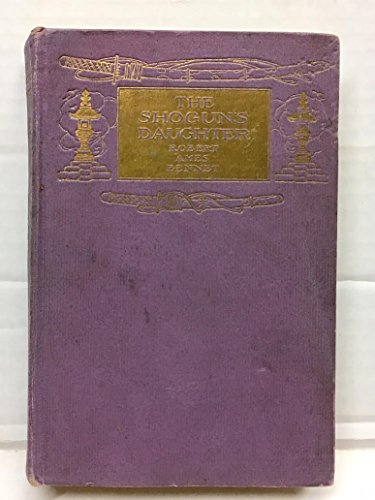 THE
SHOGUN'S
DAUGHTER
ROBERT
AMES
BENNET